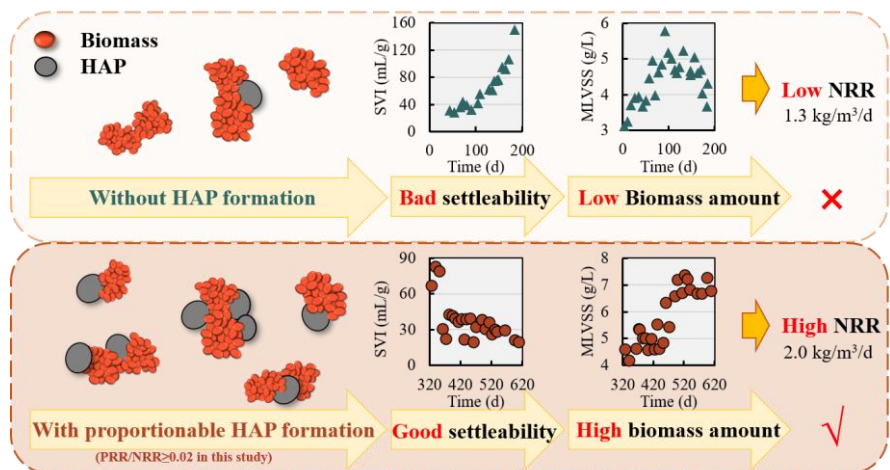 Biomass
HAP
SVI (mL/g)
160
120
80
40
0
0 100 200
Time (d)
MLVSS (g/L)
6
5
4
3
0 100 200
Time (d)
Low NRR
1.3 kg/m³/d
Without HAP formation
Bad settleability
Low Biomass amount
×
SVI (mL/g)
90
60
30
0
320 420 520 620
Time (d)
MLVSS (g/L)
8
7
6
5
4
320 420 520 620
Time (d)
High NRR
2.0 kg/m³/d
With proportionable HAP formation
(PRR/NRR≥0.02 in this study)
Good settleability
High biomass amount
√